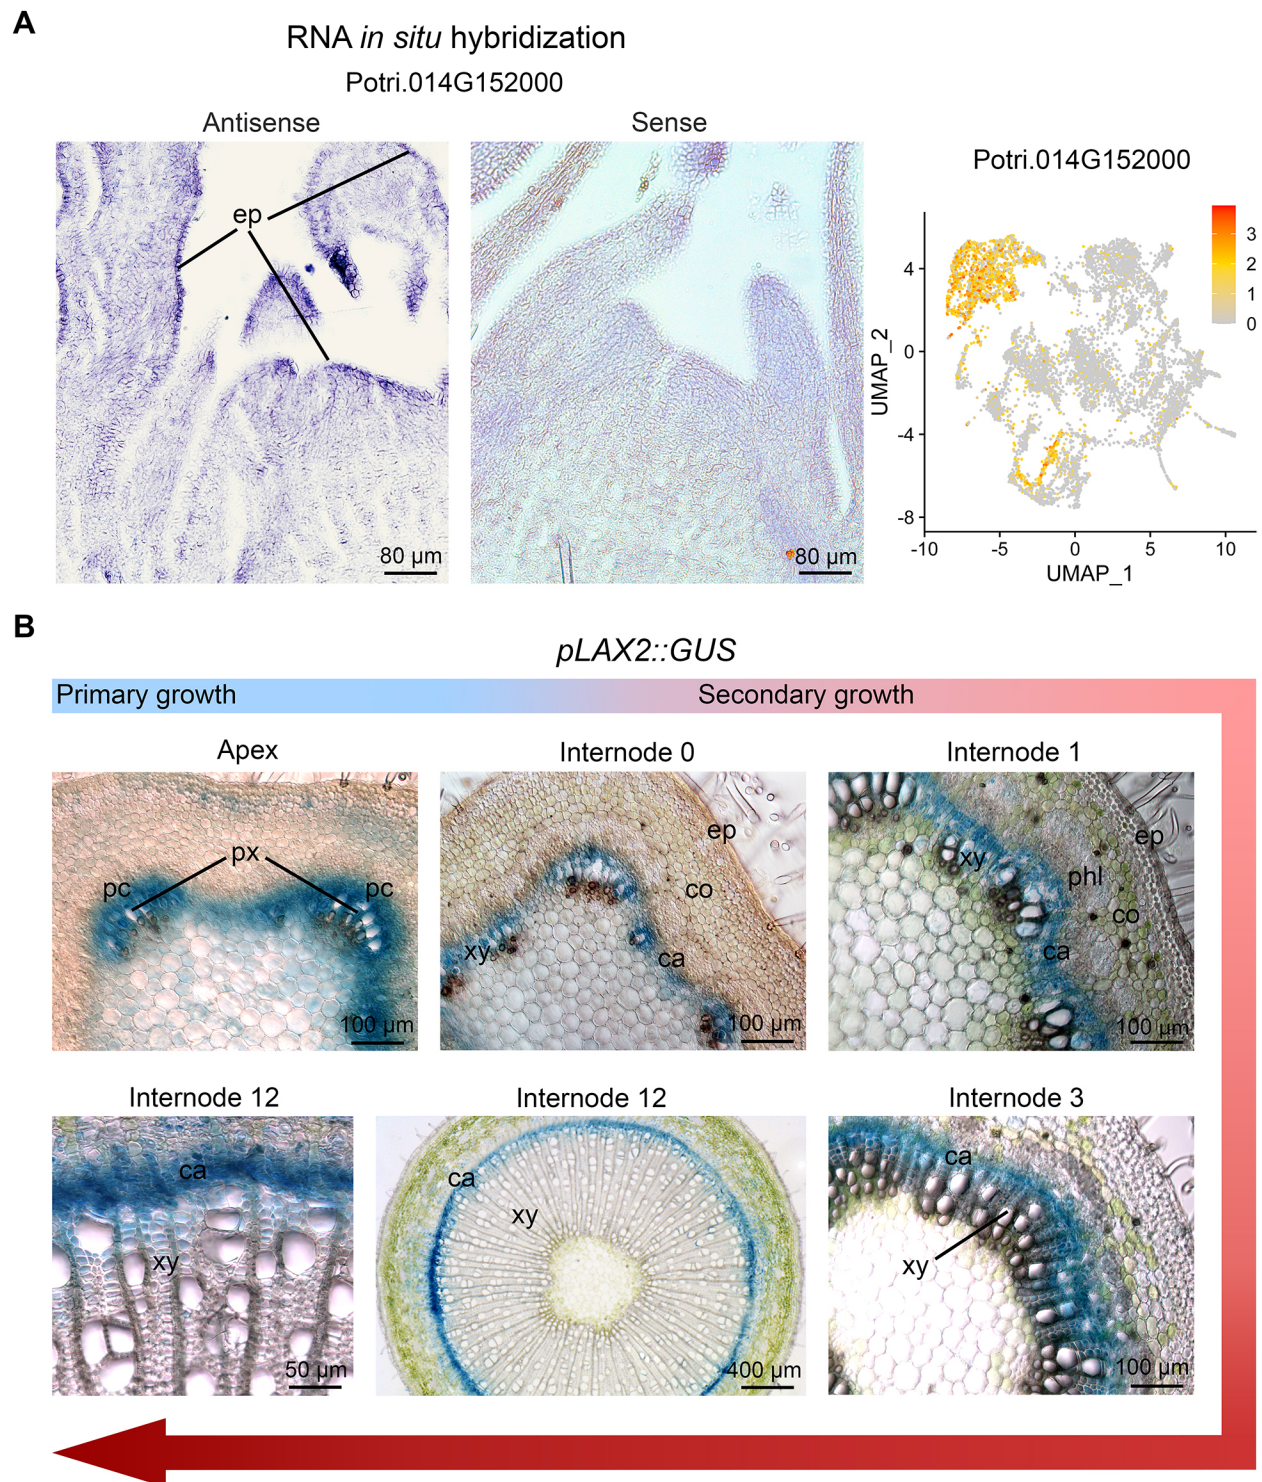 A
RNA in situ hybridization
Potri.014G152000
Antisense
Sense
ep
80 µm
80 µm
Potri.014G152000
3
2
1
0
4
0
-4
-8
UMAP_2
-10
-5
0
5
10
UMAP_1
B
pLAX2::GUS
Primary growth
Secondary growth
Apex
Internode 0
Internode 1
px
pc
pc
100 µm
ep
co
xy
ca
100 µm
ep
xy
phl
co
ca
100 µm
Internode 12
Internode 12
Internode 3
ca
xy
50 µm
ca
xy
400 µm
ca
xy
100 µm